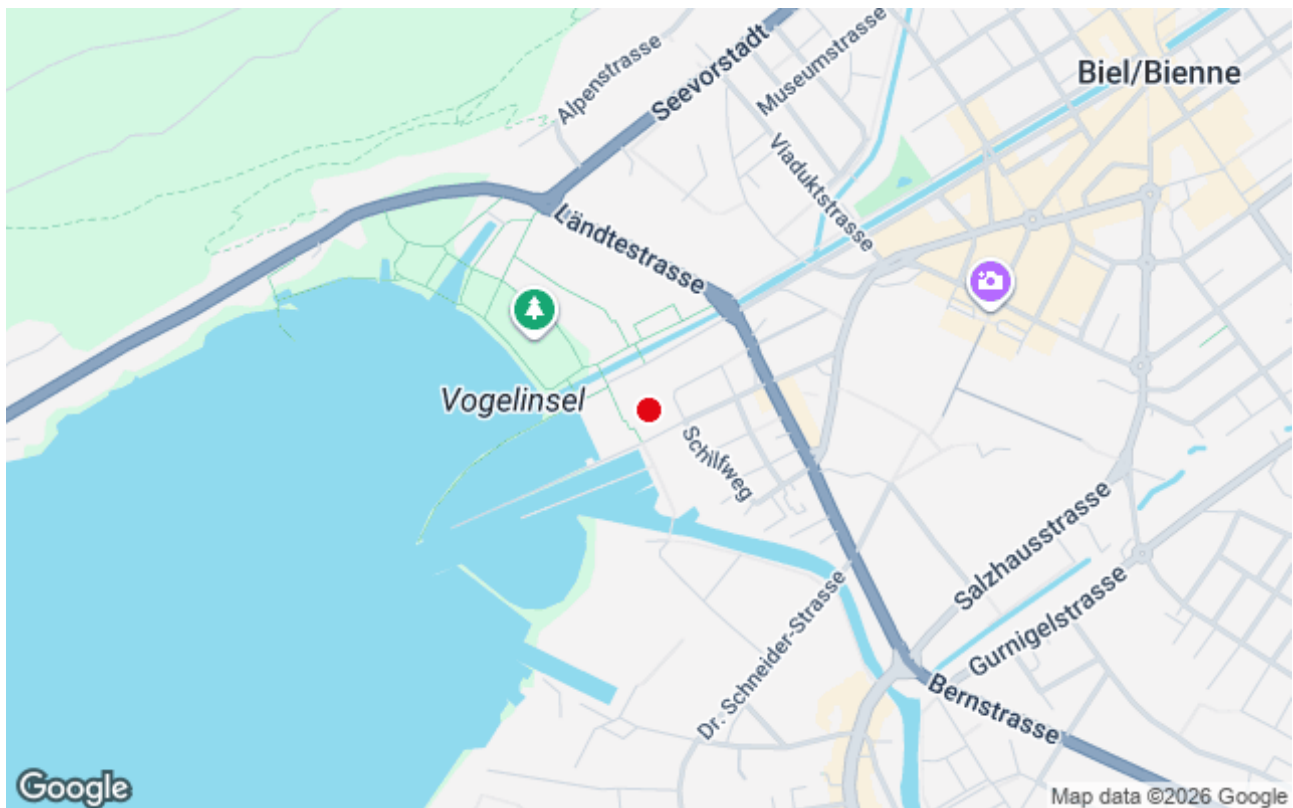 Biel/Bienne
Alpenstrasse
Seevorstadt
Museumstrasse
Viaduktstrasse
Ländtestrasse
Vogelinsel
Schilfweg
Salzhausstrasse
Gurnigelstrasse
Dr. Schneider-Strasse
Bernstrasse
Google
Map data ©2026 Google